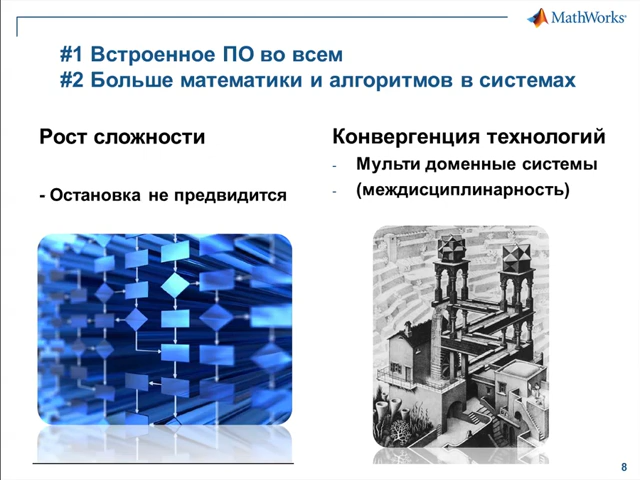 MathWorks®
#1 Встроенное ПО во всем
#2 Больше математики и алгоритмов в системах
Рост сложности
- Остановка не предвидится
Конвергенция технологий
- Мульти доменные системы
- (междисциплинарность)
8